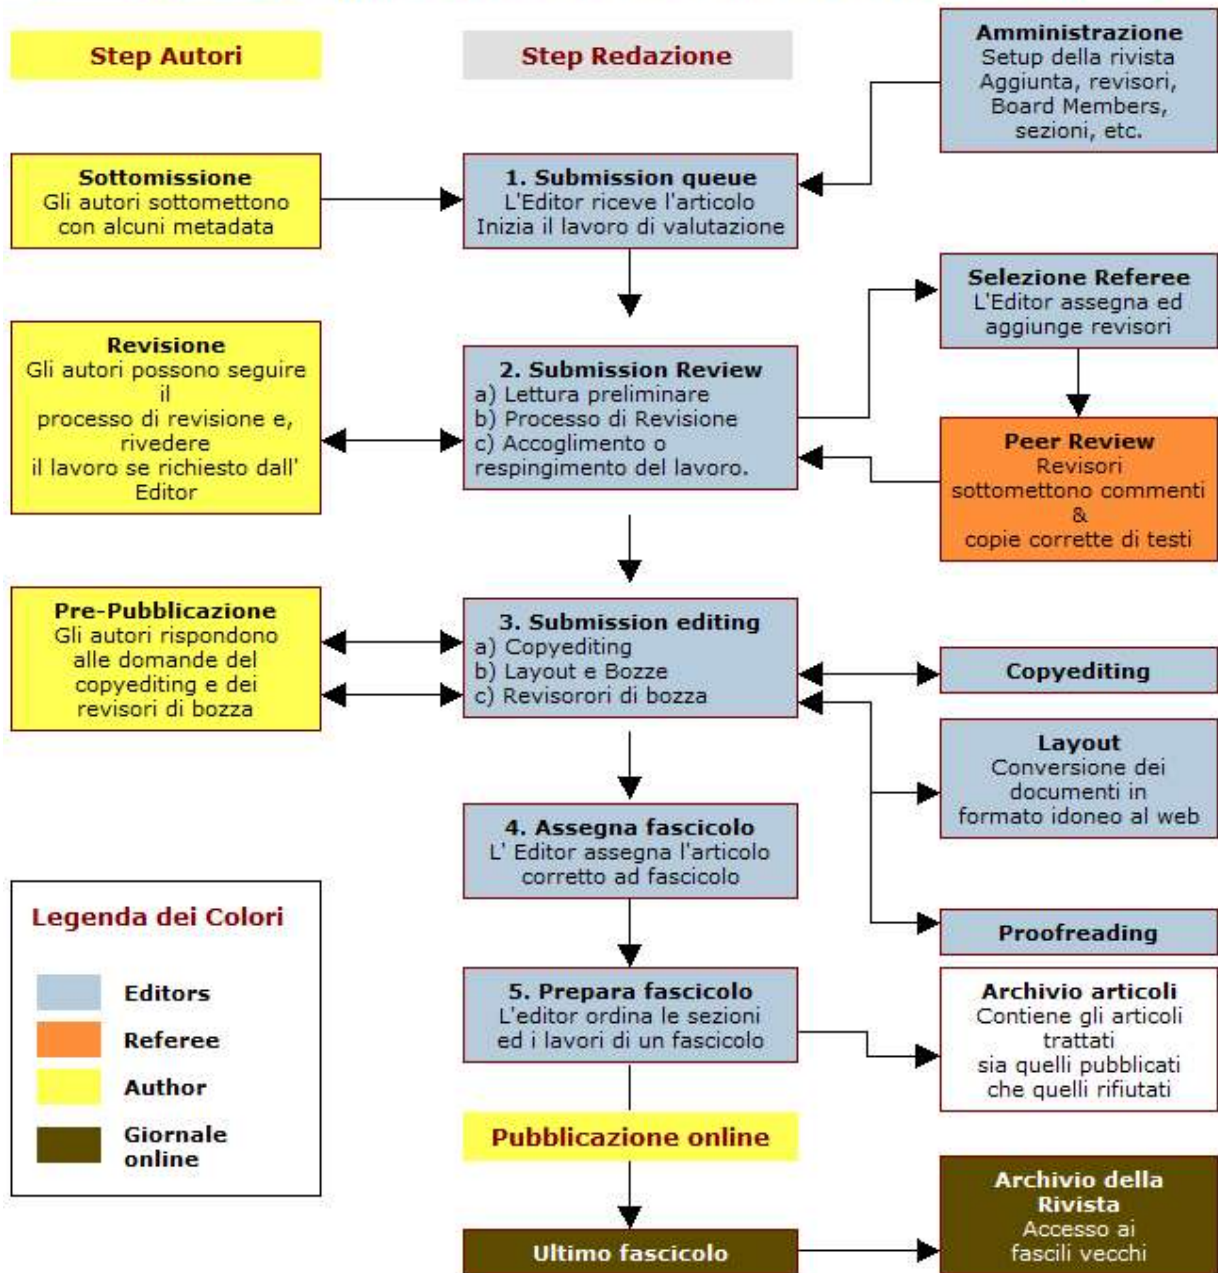 Step Autori
Step Redazione
Amministrazione
Setup della rivista
Aggiunta, revisori,
Board Members,
sezioni, etc.
Sottomissione
Gli autori sottomettono
con alcuni metadata
1. Submission queue
L'Editor riceve l'articolo
Inizia il lavoro di valutazione
Selezione Referee
L'Editor assegna ed
aggiunge revisori
Revisione
Gli autori possono seguire
il
processo di revisione e,
rivedere
il lavoro se richiesto dall'
Editor
2. Submission Review
a) Lettura preliminare
b) Processo di Revisione
c) Accoglimento o
respingimento del lavoro.
Peer Review
Revisori
sottomettono commenti
&
copie corrette di testi
Pre-Pubblicazione
Gli autori rispondono
alle domande del
copyediting e dei
revisori di bozza
3. Submission editing
a) Copyediting
b) Layout e Bozze
c) Revisorori di bozza
Copyediting
Layout
Conversione dei
documenti in
formato idoneo al web
4. Assegna fascicolo
L' Editor assegna l'articolo
corretto ad fascicolo
Proofreading
Legenda dei Colori
Editors
Referee
Author
Giornale
online
5. Prepara fascicolo
L'editor ordina le sezioni
ed i lavori di un fascicolo
Archivio articoli
Contiene gli articoli
trattati
sia quelli pubblicati
che quelli rifiutati
Pubblicazione online
Ultimo fascicolo
Archivio della
Rivista
Accesso ai
fascili vecchi